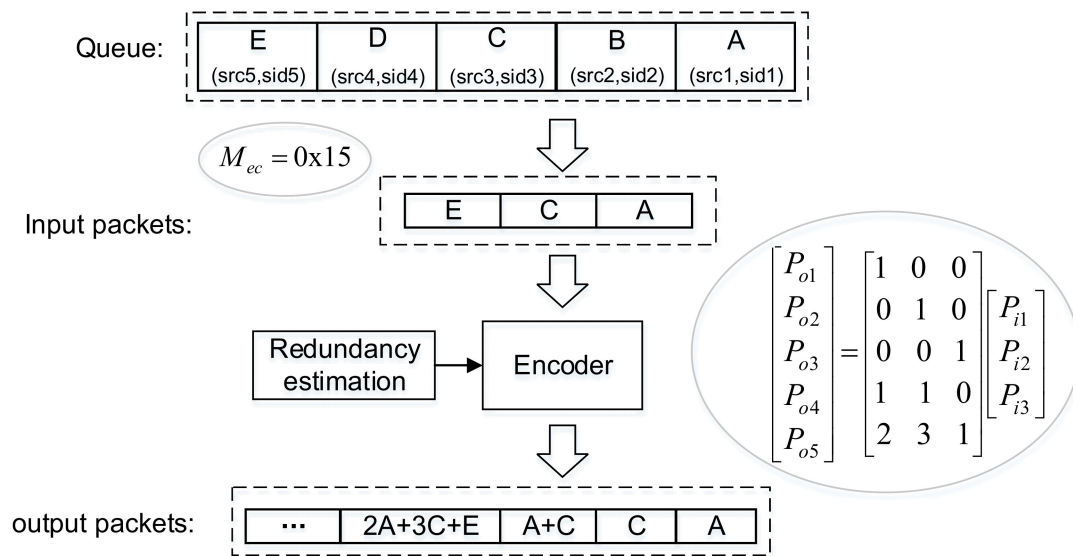 Queue:
E D C B A
(src5,sid5) (src4,sid4) (src3,sid3) (src2,sid2) (src1,sid1)
M_ec = 0x15
Input packets:
E C A
Redundancy
estimation
Encoder
P_o1 1 0 0
P_o2 0 1 0 P_i1
P_o3 = 0 0 1 P_i2
P_o4 1 1 0 P_i3
P_o5 2 3 1
output packets:
··· 2A+3C+E A+C C A